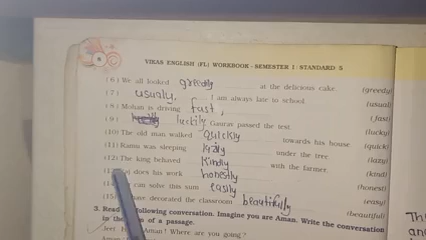 VIKAS ENGLISH (FL) WORKBOOK - SEMESTER I - STANDARD 5
(6) We all looked greedly at the delicious cake. (greedy)
(7) usualy, I am always late to school. (usual)
(8) Mohan is driving fast, (fast)
(9) luckily Gaurav passed the test. (lucky)
(10) The old man walked quickly towards his house (quick)
(11) Ramu was sleeping lazily under the tree. (lazy)
(12) The king behaved Kindly with the farmer. (kind)
does his work honestly (honest)
can solve this sum easily (easy)
have decorated the classroom beautifully (beautiful)
3. Read following conversation. Imagine you are Aman. Write the conversation
in the form of a passage.
Aman! Where are you going?